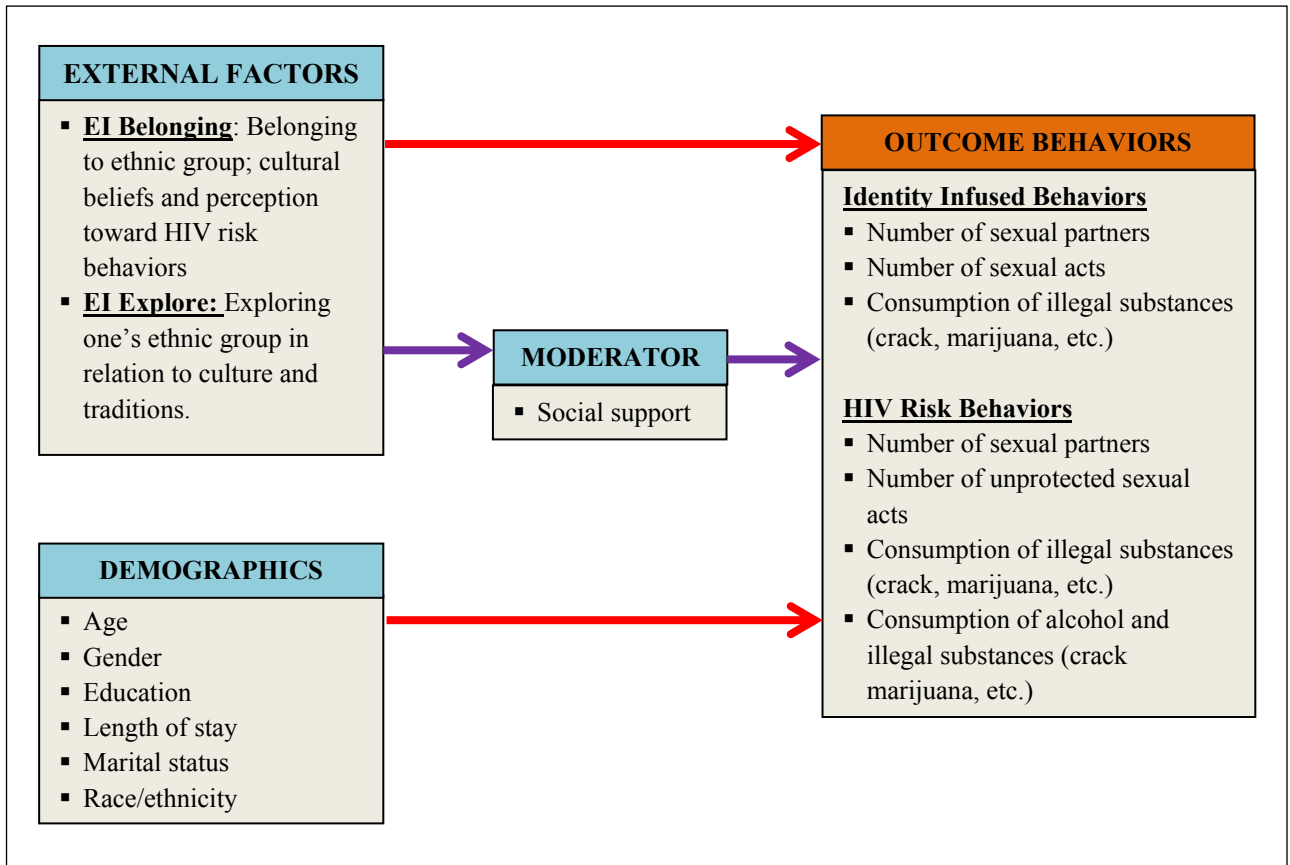 EXTERNAL FACTORS
▪ EI Belonging: Belonging
to ethnic group; cultural
beliefs and perception
toward HIV risk
behaviors
▪ EI Explore: Exploring
one’s ethnic group in
relation to culture and
traditions.
MODERATOR
▪ Social support
OUTCOME BEHAVIORS
Identity Infused Behaviors
▪ Number of sexual partners
▪ Number of sexual acts
▪ Consumption of illegal substances
(crack, marijuana, etc.)
HIV Risk Behaviors
▪ Number of sexual partners
▪ Number of unprotected sexual
acts
▪ Consumption of illegal substances
(crack, marijuana, etc.)
▪ Consumption of alcohol and
illegal substances (crack
marijuana, etc.)
DEMOGRAPHICS
▪ Age
▪ Gender
▪ Education
▪ Length of stay
▪ Marital status
▪ Race/ethnicity